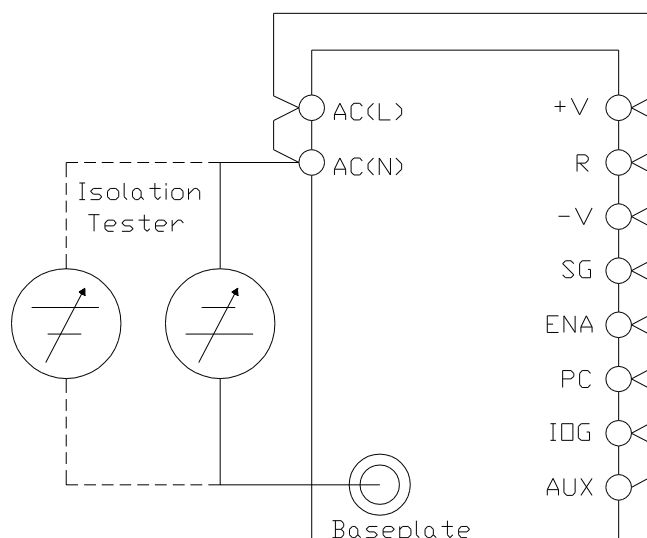 AC(L)
+V
AC(N)
R
Isolation
Tester
-V
SG
ENA
PC
IOG
AUX
Baseplate